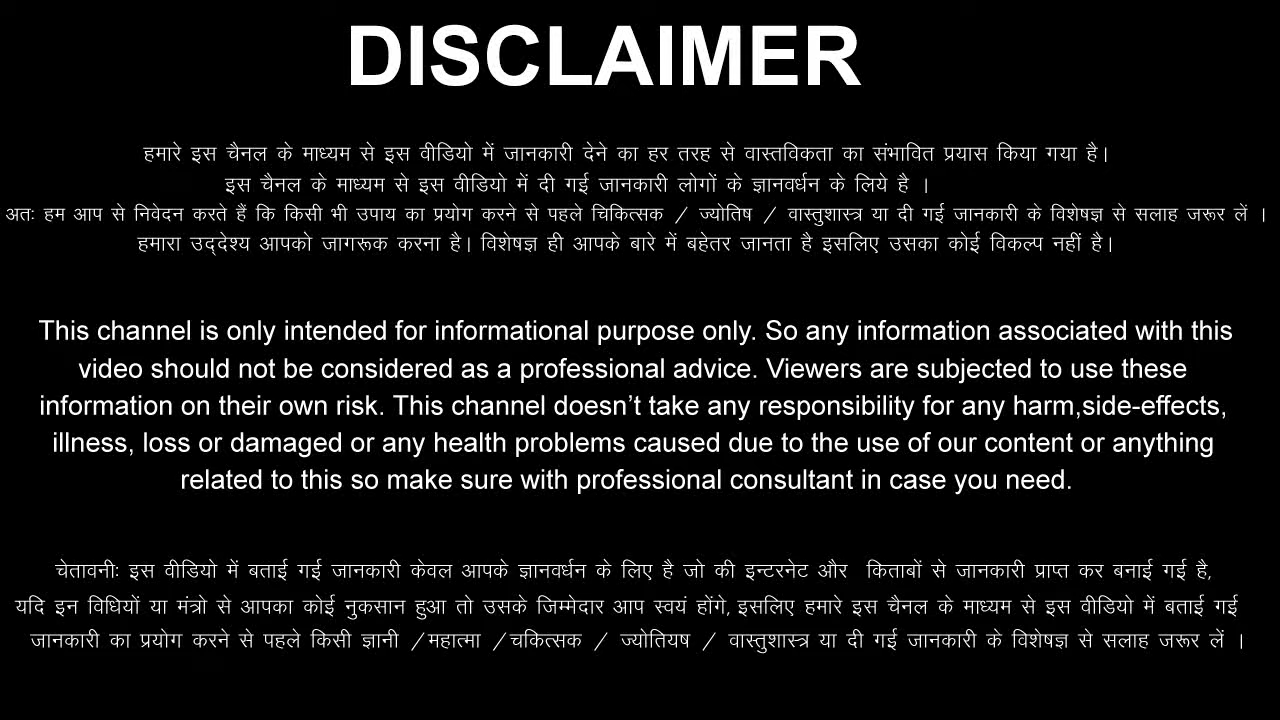 DISCLAIMER
हमारे इस चैनल के माध्यम से इस वीडियो में जानकारी देने का हर तरह से वास्तविकता का संभावित प्रयास किया गया है।
इस चैनल के माध्यम से इस वीडियो में दी गई जानकारी लोगों के ज्ञानवर्धन के लिये है ।
अतः हम आप से निवेदन करते हैं कि किसी भी उपाय का प्रयोग करने से पहले चिकित्सक / ज्योतिष / वास्तुशास्त्र या दी गई जानकारी के विशेषज्ञ से सलाह जरूर लें ।
हमारा उद्देश्य आपको जागरूक करना है। विशेषज्ञ ही आपके बारे में बहेतर जानता है इसलिए उसका कोई विकल्प नहीं है।
This channel is only intended for informational purpose only. So any information associated with this
video should not be considered as a professional advice. Viewers are subjected to use these
information on their own risk. This channel doesn’t take any responsibility for any harm,side-effects,
illness, loss or damaged or any health problems caused due to the use of our content or anything
related to this so make sure with professional consultant in case you need.
चेतावनीः इस वीडियो में बताई गई जानकारी केवल आपके ज्ञानवर्धन के लिए है जो की इन्टरनेट और किताबों से जानकारी प्राप्त कर बनाई गई है,
यदि इन विधियों या मंत्रो से आपका कोई नुकसान हुआ तो उसके जिम्मेदार आप स्वयं होंगे, इसलिए हमारे इस चैनल के माध्यम से इस वीडियो में बताई गई
जानकारी का प्रयोग करने से पहले किसी ज्ञानी /महात्मा /चकित्सक / ज्योतियष / वास्तुशास्त्र या दी गई जानकारी के विशेषज्ञ से सलाह जरूर लें ।